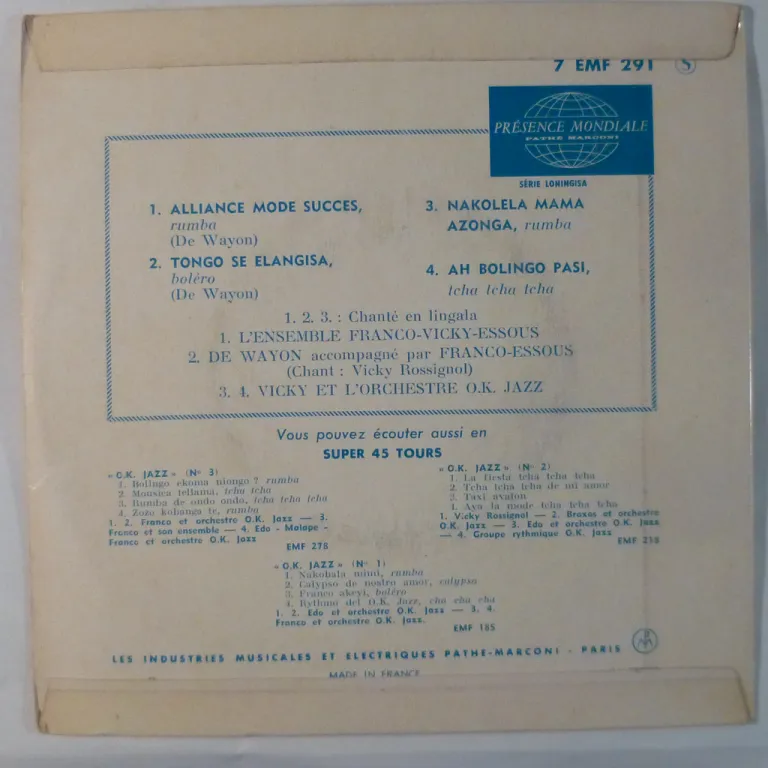 7 EMF 291 S
PRÉSENCE MONDIALE
PATHÉ MARCONI
SÉRIE LONINGISA
1. ALLIANCE MODE SUCCES,
rumba
(De Wayon)
2. TONGO SE ELANGISA,
boléro
(De Wayon)
3. NAKOLELA MAMA
AZONGA, rumba
4. AH BOLINGO PASI,
tcha tcha tcha
1. 2. 3. : Chanté en lingala
1. L'ENSEMBLE FRANCO-VICKY-ESSOUS
2. DE WAYON accompagné par FRANCO-ESSOUS
(Chant : Vicky Rossignol)
3. 4. VICKY ET L'ORCHESTRE O.K. JAZZ
Vous pouvez écouter aussi en
SUPER 45 TOURS
« O.K. JAZZ » (N° 3)
1. Bolingo ekoma niongo ? rumba
2. Mousica tellama, tcha tcha
3. Rumba de ondo ondo, tcha tcha tcha
4. Zozo kobanga te, rumba
1. 2. Franco et orchestre O.K. Jazz — 3.
Franco et son ensemble — 4. Edo - Malape -
Franco et orchestre O.K. Jazz
EMF 278
« O.K. JAZZ » (N° 2)
1. La fiesta tcha tcha tcha
2. Tcha tcha tcha de mi amor
3. Taxi avalon
4. Aya la mode tcha tcha tcha
1. Vicky Rossignol — 2. Brazos et orchestre
O.K. Jazz — 3. Edo et orchestre O.K. Jazz
— 4. Groupe rythmique O.K. Jazz
EMF 218
« O.K. JAZZ » (N° 1)
1. Nakobala mimi, rumba
2. Calypso de nostro amor, calypso
3. Franco akeyi, boléro
4. Rythmo del O.K. Jazz, cha cha cha
1. 2. Edo et orchestre O.K. Jazz — 3. 4.
Franco et orchestre O.K. Jazz.
EMF 185
LES INDUSTRIES MUSICALES ET ELECTRIQUES PATHE-MARCONI - PARIS
MADE IN FRANCE